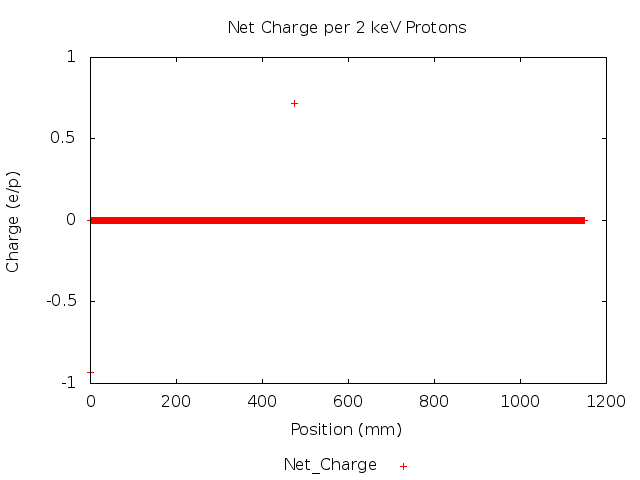 Net Charge per 2 keV Protons
1
0.5
0
-0.5
-1
Charge (e/p)
0 200 400 600 800 1000 1200
Position (mm)
Net_Charge